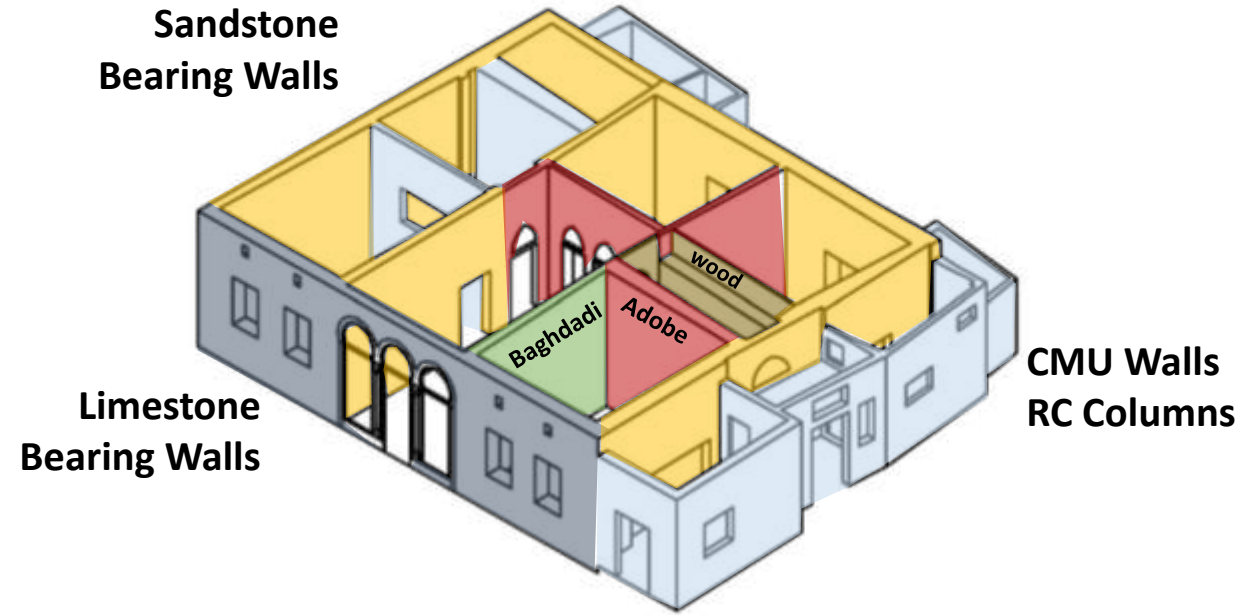 Sandstone
Bearing Walls
wood
Baghdadi
Adobe
CMU Walls
RC Columns
Limestone
Bearing Walls